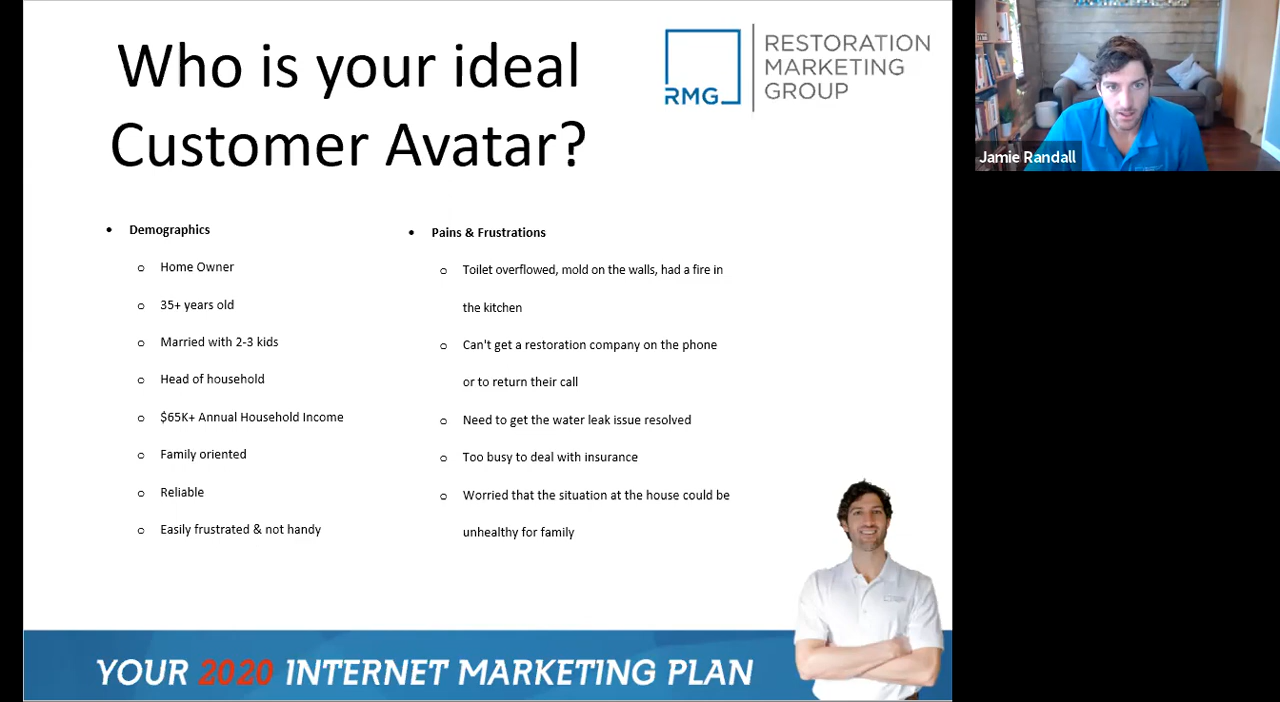 Who is your ideal
Customer Avatar?
RMG
RESTORATION
MARKETING
GROUP
Jamie Randall
• Demographics
o Home Owner
o 35+ years old
o Married with 2-3 kids
o Head of household
o $65K+ Annual Household Income
o Family oriented
o Reliable
o Easily frustrated & not handy
• Pains & Frustrations
o Toilet overflowed, mold on the walls, had a fire in
the kitchen
o Can't get a restoration company on the phone
or to return their call
o Need to get the water leak issue resolved
o Too busy to deal with insurance
o Worried that the situation at the house could be
unhealthy for family
YOUR 2020 INTERNET MARKETING PLAN